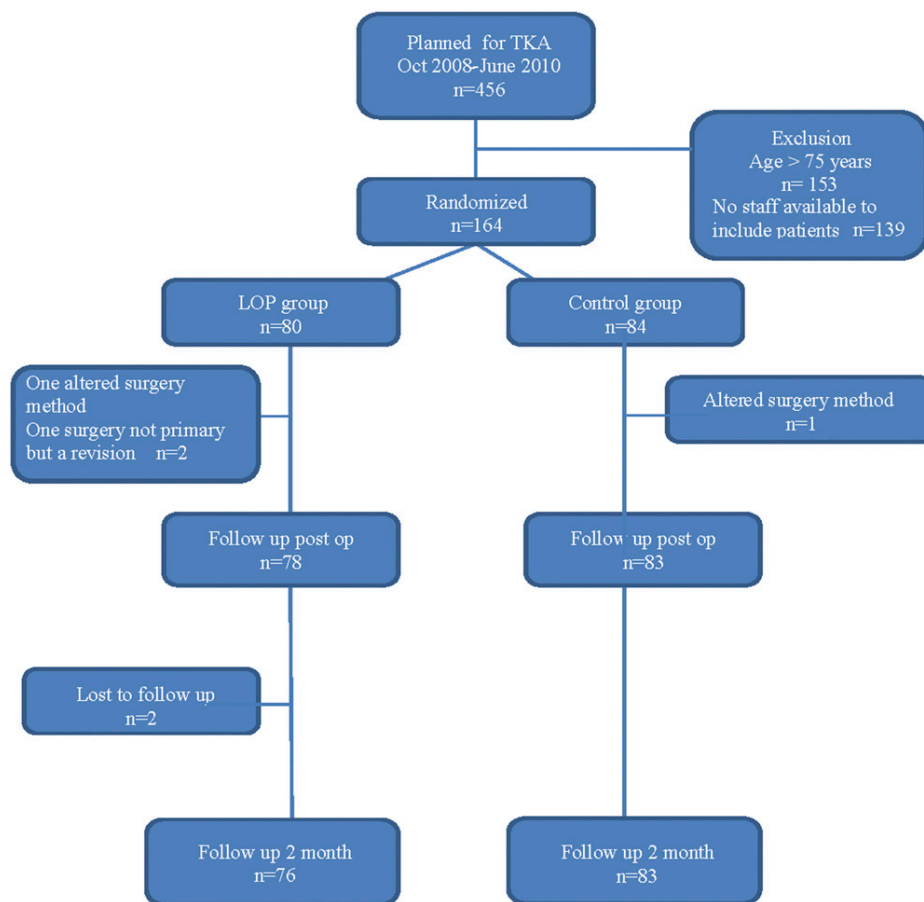 Planned for TKA
Oct 2008-June 2010
n=456
Exclusion
Age > 75 years
n= 153
No staff available to
include patients n=139
Randomized
n=164
LOP group
n=80
Control group
n=84
One altered surgery
method
One surgery not primary
but a revision n=2
Altered surgery method
n=1
Follow up post op
n=78
Follow up post op
n=83
Lost to follow up
n=2
Follow up 2 month
n=76
Follow up 2 month
n=83